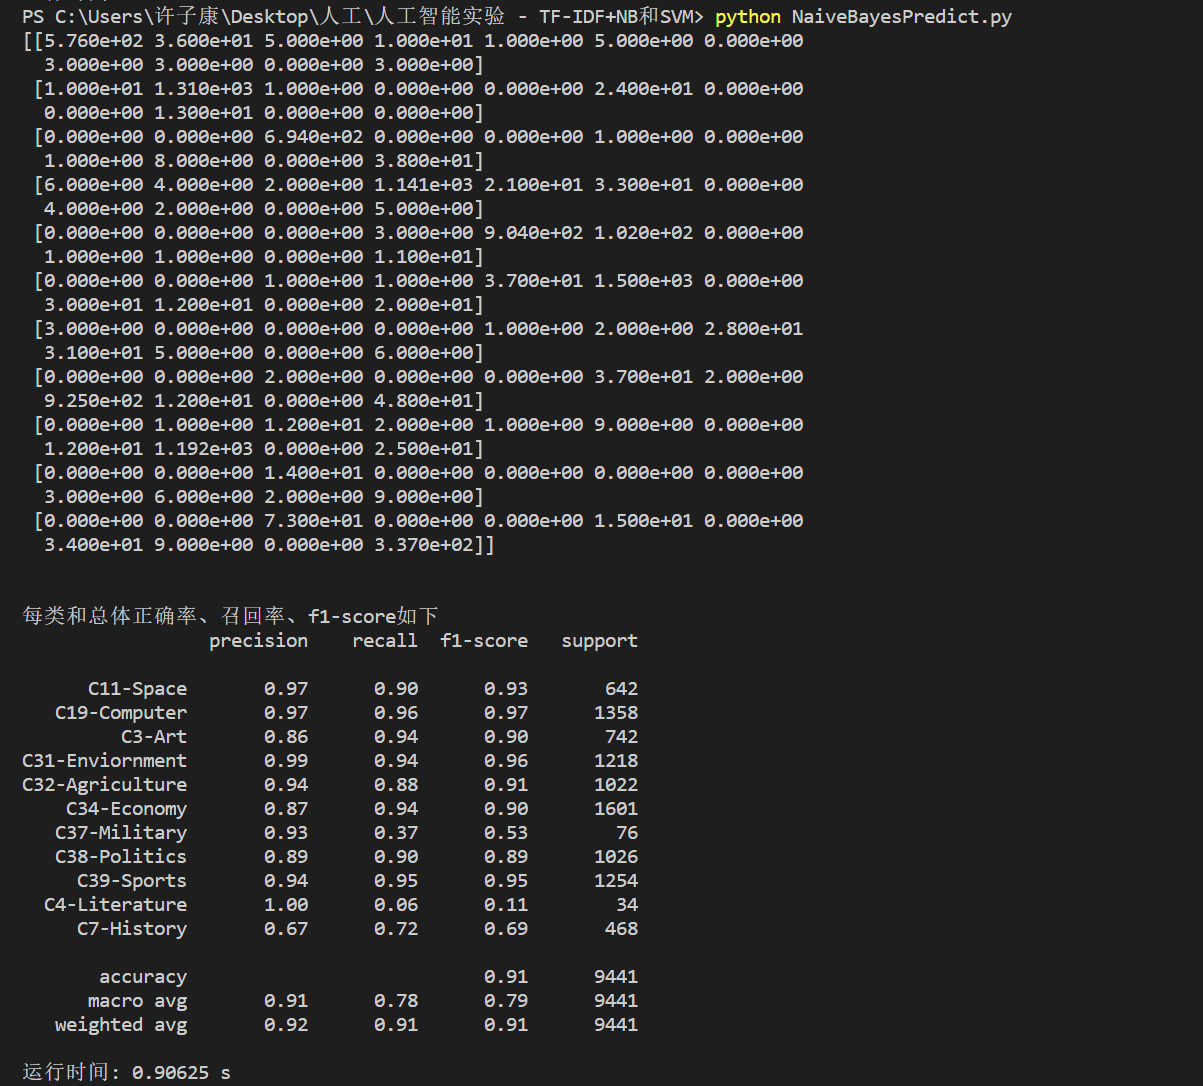 PS C:\Users\许子康\Desktop\人工\人工智能实验 - TF-IDF+NB和SVM> python NaiveBayesPredict.py
[[5.760e+02 3.600e+01 5.000e+00 1.000e+01 1.000e+00 5.000e+00 0.000e+00
3.000e+00 3.000e+00 0.000e+00 3.000e+00]
[1.000e+01 1.310e+03 1.000e+00 0.000e+00 0.000e+00 2.400e+01 0.000e+00
0.000e+00 1.300e+01 0.000e+00 0.000e+00]
[0.000e+00 0.000e+00 6.940e+02 0.000e+00 0.000e+00 1.000e+00 0.000e+00
1.000e+00 8.000e+00 0.000e+00 3.800e+01]
[6.000e+00 4.000e+00 2.000e+00 1.141e+03 2.100e+01 3.300e+01 0.000e+00
4.000e+00 2.000e+00 0.000e+00 5.000e+00]
[0.000e+00 0.000e+00 0.000e+00 3.000e+00 9.040e+02 1.020e+02 0.000e+00
1.000e+00 1.000e+00 0.000e+00 1.100e+01]
[0.000e+00 0.000e+00 1.000e+00 1.000e+00 3.700e+01 1.500e+03 0.000e+00
3.000e+01 1.200e+01 0.000e+00 2.000e+01]
[3.000e+00 0.000e+00 0.000e+00 0.000e+00 1.000e+00 2.000e+00 2.800e+01
3.100e+01 5.000e+00 0.000e+00 6.000e+00]
[0.000e+00 0.000e+00 2.000e+00 0.000e+00 0.000e+00 3.700e+01 2.000e+00
9.250e+02 1.200e+01 0.000e+00 4.800e+01]
[0.000e+00 1.000e+00 1.200e+01 2.000e+00 1.000e+00 9.000e+00 0.000e+00
1.200e+01 1.192e+03 0.000e+00 2.500e+01]
[0.000e+00 0.000e+00 1.400e+01 0.000e+00 0.000e+00 0.000e+00 0.000e+00
3.000e+00 6.000e+00 2.000e+00 9.000e+00]
[0.000e+00 0.000e+00 7.300e+01 0.000e+00 0.000e+00 1.500e+01 0.000e+00
3.400e+01 9.000e+00 0.000e+00 3.370e+02]]
每类和总体正确率、召回率、f1-score如下
precision recall f1-score support
C11-Space 0.97 0.90 0.93 642
C19-Computer 0.97 0.96 0.97 1358
C3-Art 0.86 0.94 0.90 742
C31-Enviornment 0.99 0.94 0.96 1218
C32-Agriculture 0.94 0.88 0.91 1022
C34-Economy 0.87 0.94 0.90 1601
C37-Military 0.93 0.37 0.53 76
C38-Politics 0.89 0.90 0.89 1026
C39-Sports 0.94 0.95 0.95 1254
C4-Literature 1.00 0.06 0.11 34
C7-History 0.67 0.72 0.69 468
accuracy 0.91 9441
macro avg 0.91 0.78 0.79 9441
weighted avg 0.92 0.91 0.91 9441
运行时间: 0.90625 s